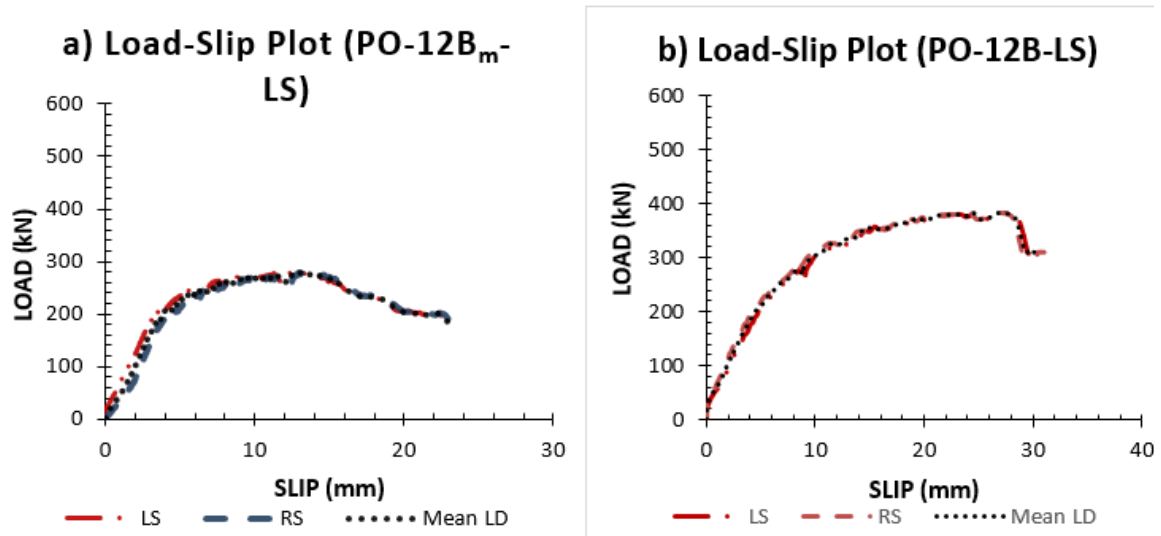 a) Load-Slip Plot (PO-12Bm-
LS)
600
500
400
300
200
100
0
LOAD (kN)
0
10
20
30
SLIP (mm)
LS
RS
Mean LD
b) Load-Slip Plot (PO-12B-LS)
600
500
400
300
200
100
0
LOAD (kN)
0
10
20
30
40
SLIP (mm)
LS
RS
Mean LD